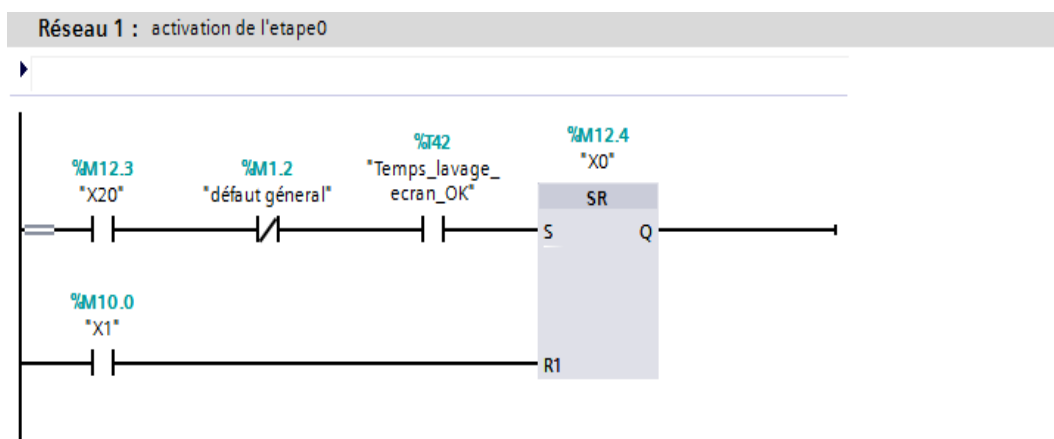 Réseau 1 : activation de l'etape0
%T42
%M12.4
%M12.3
%M1.2
"Temps_lavage_
"X0"
"X20"
"défaut géneral"
ecran_OK"
SR
S
Q
%M10.0
"X1"
R1